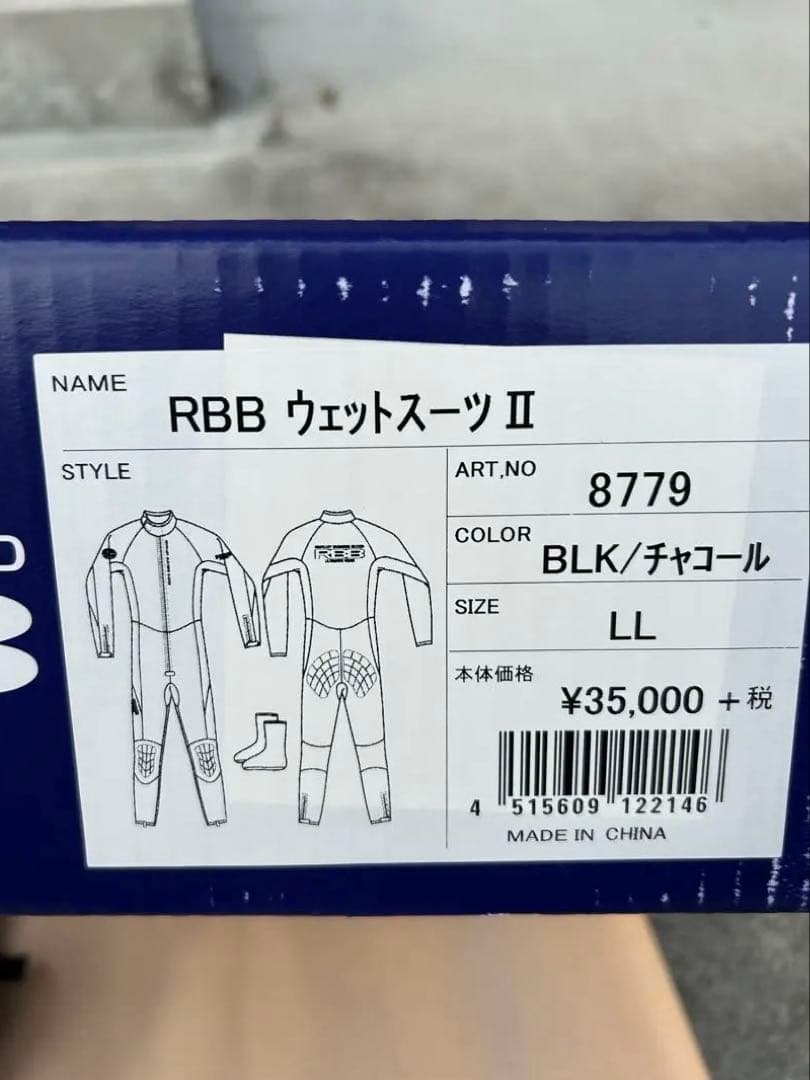 NAME
RBB ウェットスーツ II
STYLE
RBB
ART,NO
8779
COLOR
BLK/チャコール
SIZE
LL
本体価格
¥35,000 +税
4 515609 122146
MADE IN CHINA